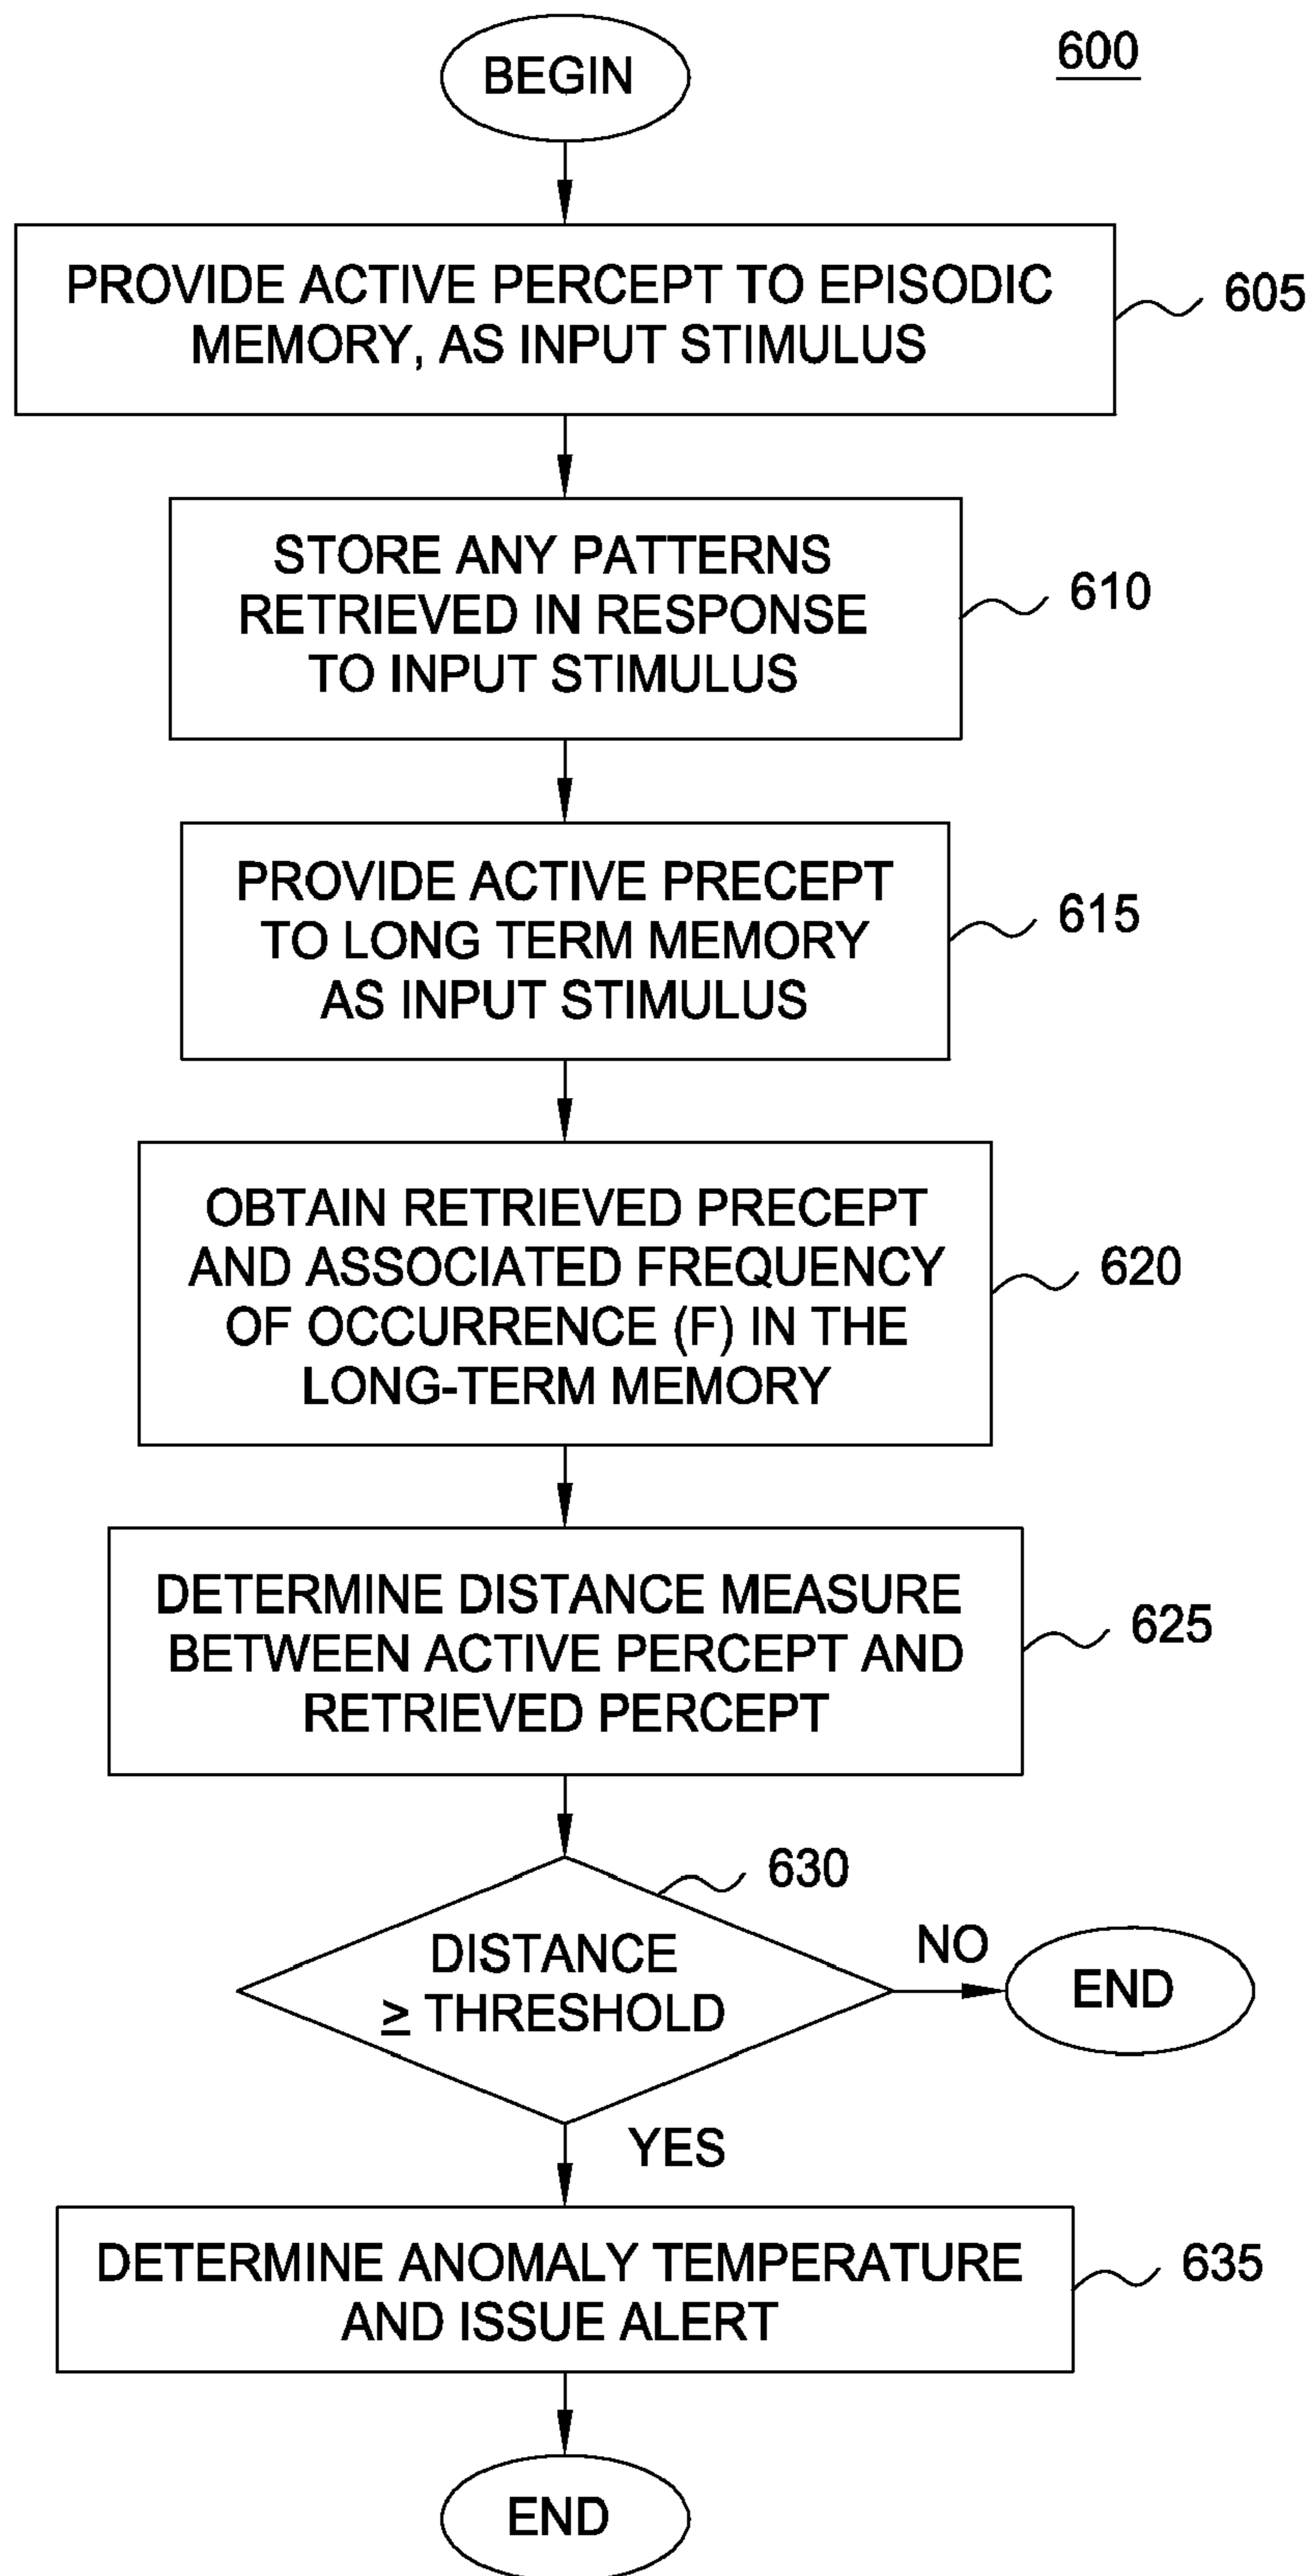 BEGIN
600
PROVIDE ACTIVE PERCEPT TO EPISODIC
MEMORY, AS INPUT STIMULUS
605
STORE ANY PATTERNS
RETRIEVED IN RESPONSE
TO INPUT STIMULUS
610
PROVIDE ACTIVE PRECEPT
TO LONG TERM MEMORY
AS INPUT STIMULUS
615
OBTAIN RETRIEVED PRECEPT
AND ASSOCIATED FREQUENCY
OF OCCURRENCE (F) IN THE
LONG-TERM MEMORY
620
DETERMINE DISTANCE MEASURE
BETWEEN ACTIVE PERCEPT AND
RETRIEVED PERCEPT
625
630
DISTANCE
≥ THRESHOLD
NO
END
YES
DETERMINE ANOMALY TEMPERATURE
AND ISSUE ALERT
635
END